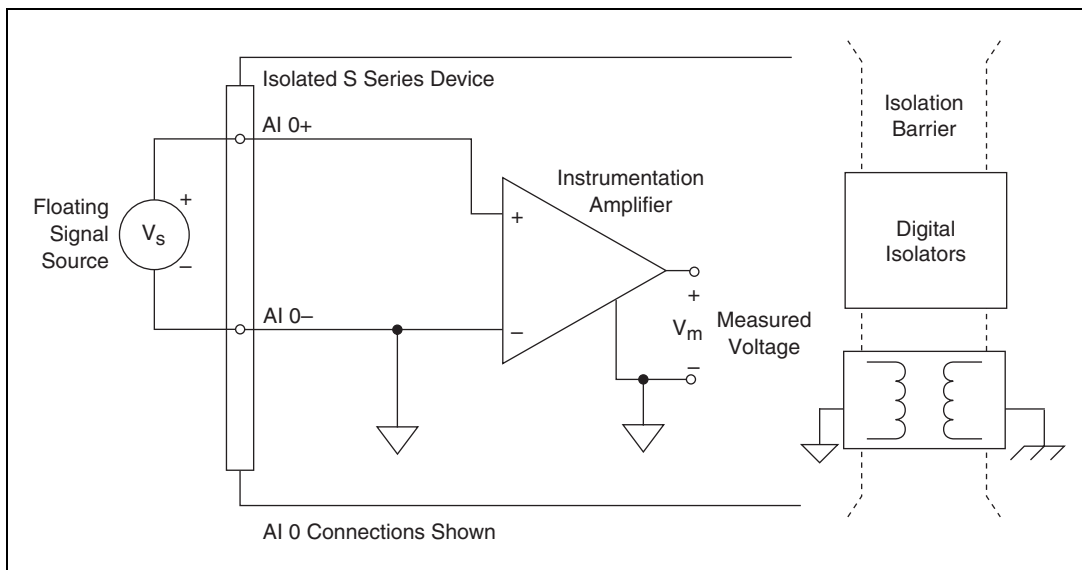 Isolated S Series Device
AI 0+
Floating
Signal
Source
+
Vs
–
AI 0–
+
–
Instrumentation
Amplifier
+
Vm
–
Measured
Voltage
Isolation
Barrier
Digital
Isolators
AI 0 Connections Shown